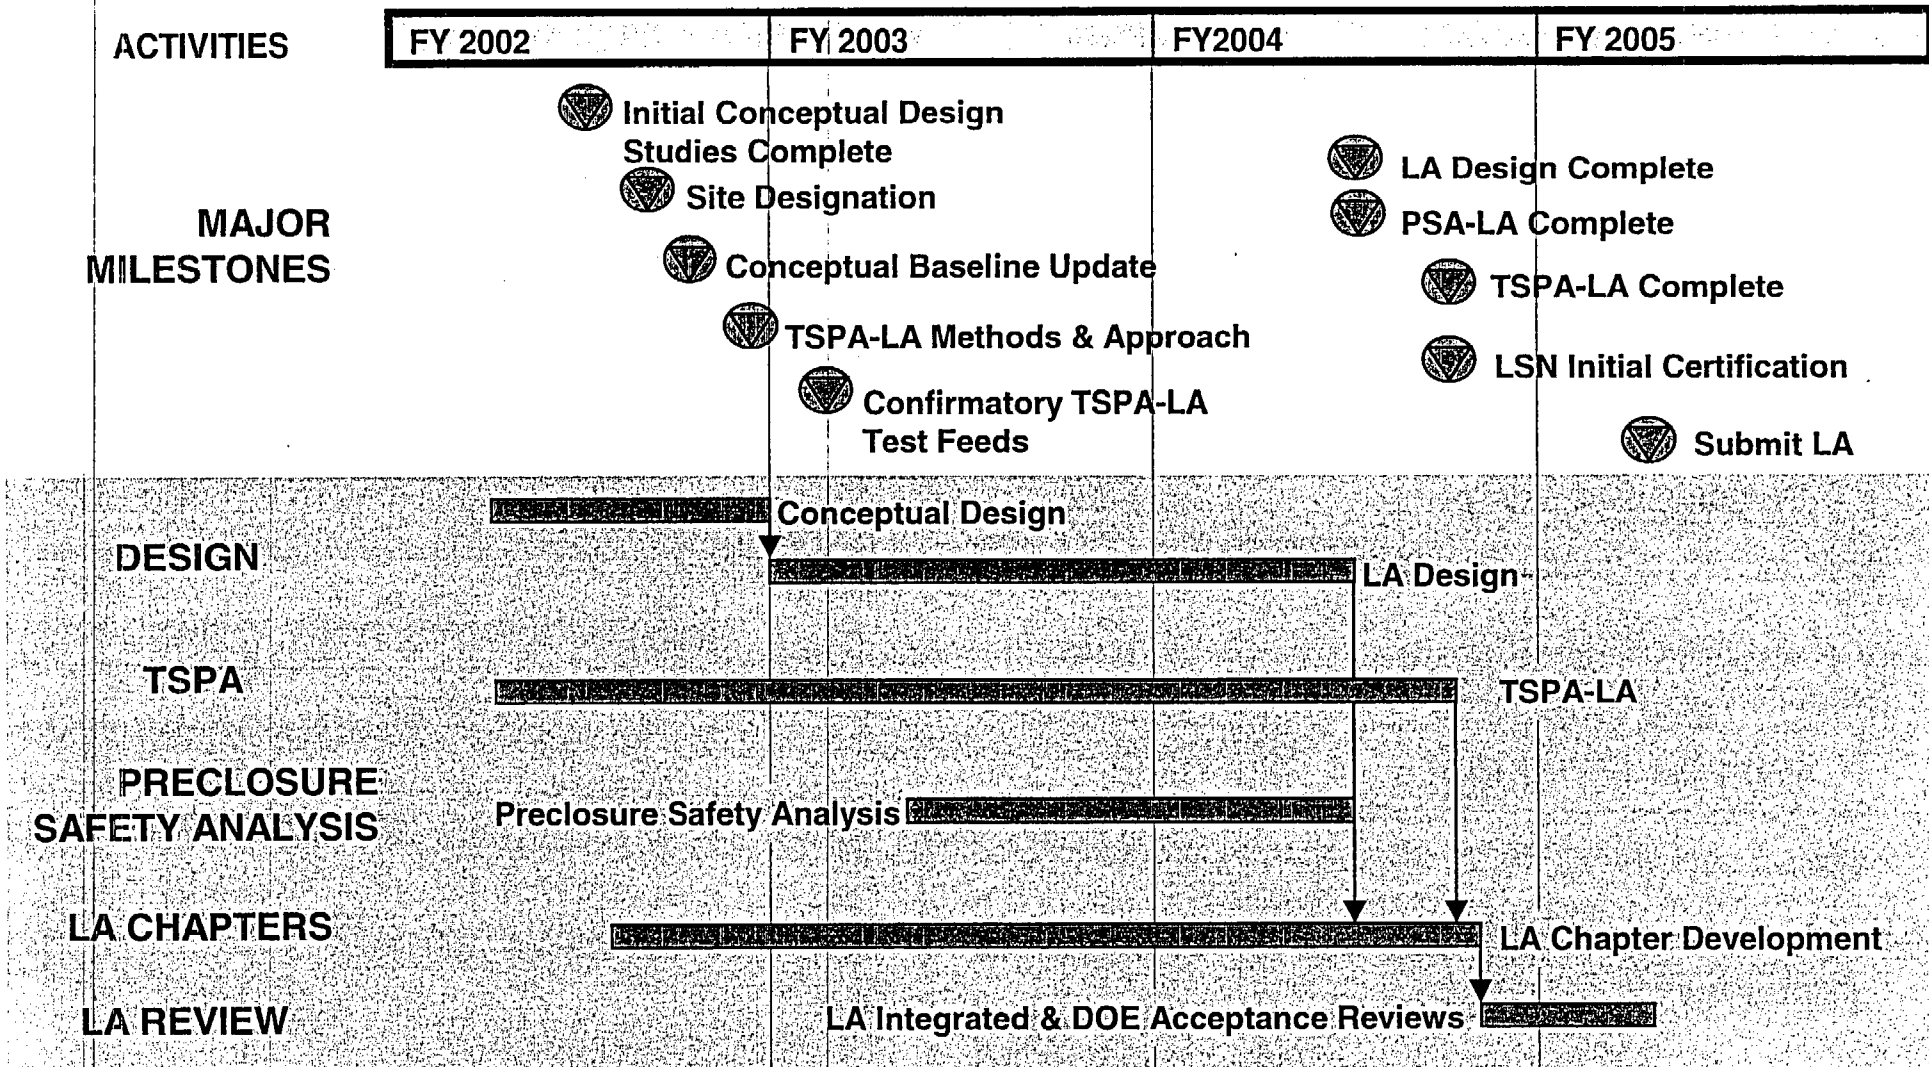 ACTIVITIES
FY 2002
FY 2003
FY2004
FY 2005
MAJOR
MILESTONES
Initial Conceptual Design
Studies Complete
Site Designation
Conceptual Baseline Update
TSPA-LA Methods & Approach
Confirmatory TSPA-LA
Test Feeds
LA Design Complete
PSA-LA Complete
TSPA-LA Complete
LSN Initial Certification
Submit LA
DESIGN
Conceptual Design
LA Design
TSPA
TSPA-LA
PRECLOSURE
SAFETY ANALYSIS
Preclosure Safety Analysis
LA CHAPTERS
LA Chapter Development
LA REVIEW
LA Integrated & DOE Acceptance Reviews